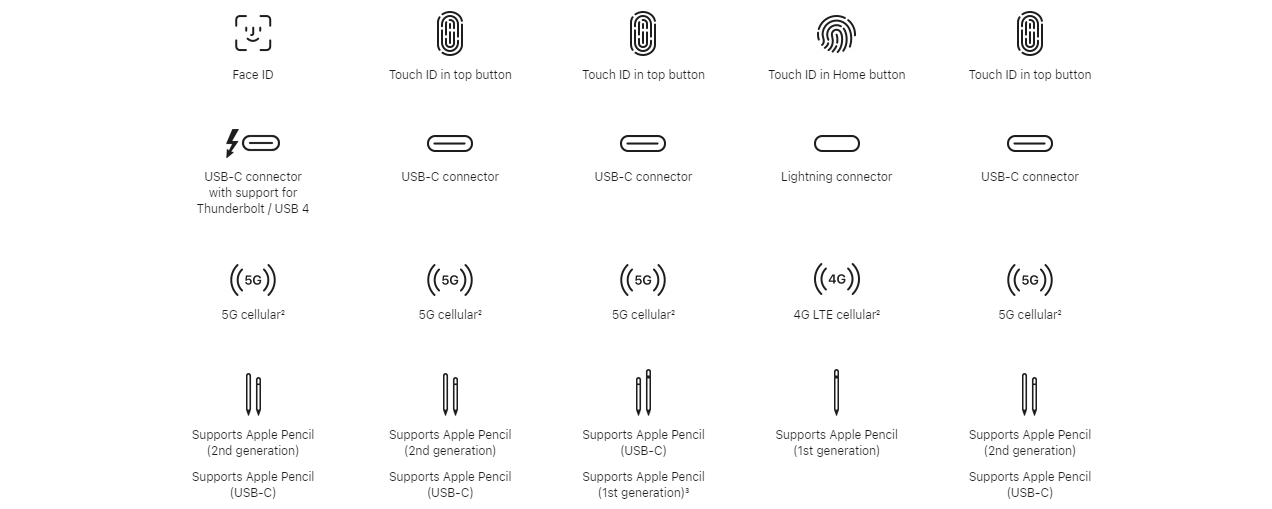 Face ID
Touch ID in top button
Touch ID in top button
Touch ID in Home button
Touch ID in top button
USB-C connector
with support for
Thunderbolt / USB 4
USB-C connector
USB-C connector
Lightning connector
USB-C connector
5G
5G
5G
4G
5G
5G cellular²
5G cellular²
5G cellular²
4G LTE cellular²
5G cellular²
Supports Apple Pencil
(2nd generation)
Supports Apple Pencil
(USB-C)
Supports Apple Pencil
(2nd generation)
Supports Apple Pencil
(USB-C)
Supports Apple Pencil
(USB-C)
Supports Apple Pencil
(1st generation)³
Supports Apple Pencil
(1st generation)
Supports Apple Pencil
(2nd generation)
Supports Apple Pencil
(USB-C)